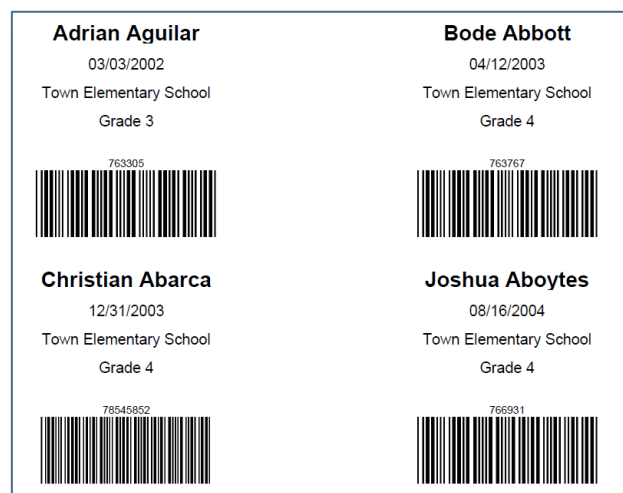 Adrian Aguilar
03/03/2002
Town Elementary School
Grade 3
763305
Bode Abbott
04/12/2003
Town Elementary School
Grade 4
763767
Christian Abarca
12/31/2003
Town Elementary School
Grade 4
78545852
Joshua Aboytes
08/16/2004
Town Elementary School
Grade 4
766931